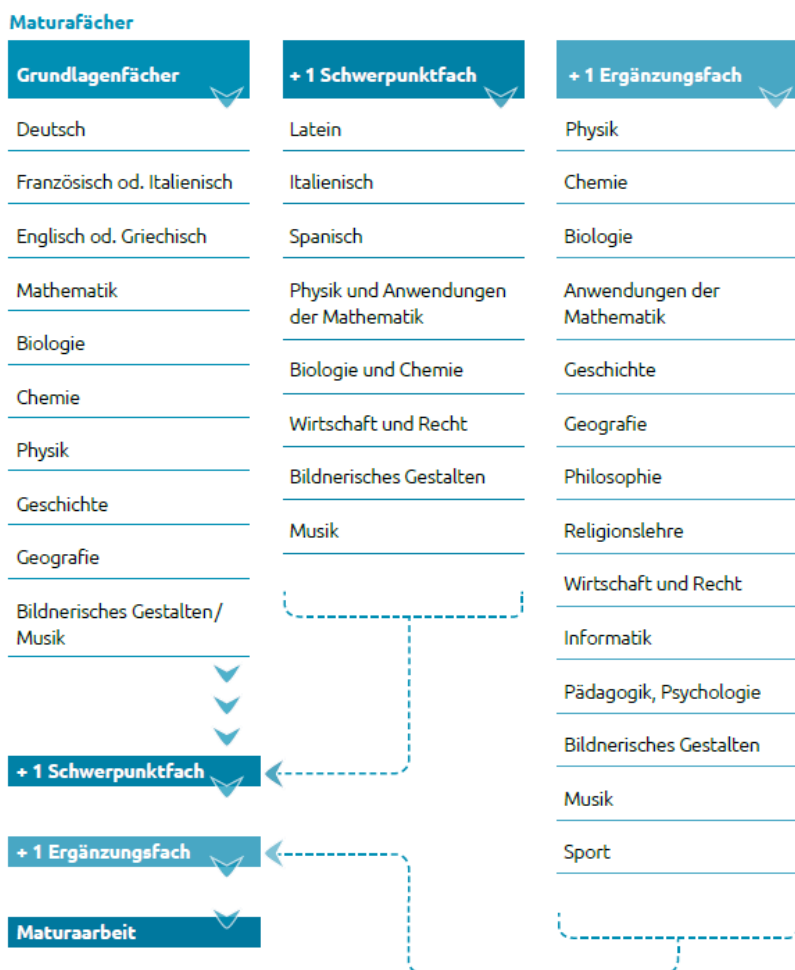 Maturafächer
Grundlagenfächer
Deutsch
Französisch od. Italienisch
Englisch od. Griechisch
Mathematik
Biologie
Chemie
Physik
Geschichte
Geografie
Bildnerisches Gestalten/
Musik
+ 1 Schwerpunktfach
+ 1 Ergänzungsfach
Maturaarbeit
+ 1 Schwerpunktfach
Latein
Italienisch
Spanisch
Physik und Anwendungen
der Mathematik
Biologie und Chemie
Wirtschaft und Recht
Bildnerisches Gestalten
Musik
+ 1 Ergänzungsfach
Physik
Chemie
Biologie
Anwendungen der
Mathematik
Geschichte
Geografie
Philosophie
Religionslehre
Wirtschaft und Recht
Informatik
Pädagogik, Psychologie
Bildnerisches Gestalten
Musik
Sport